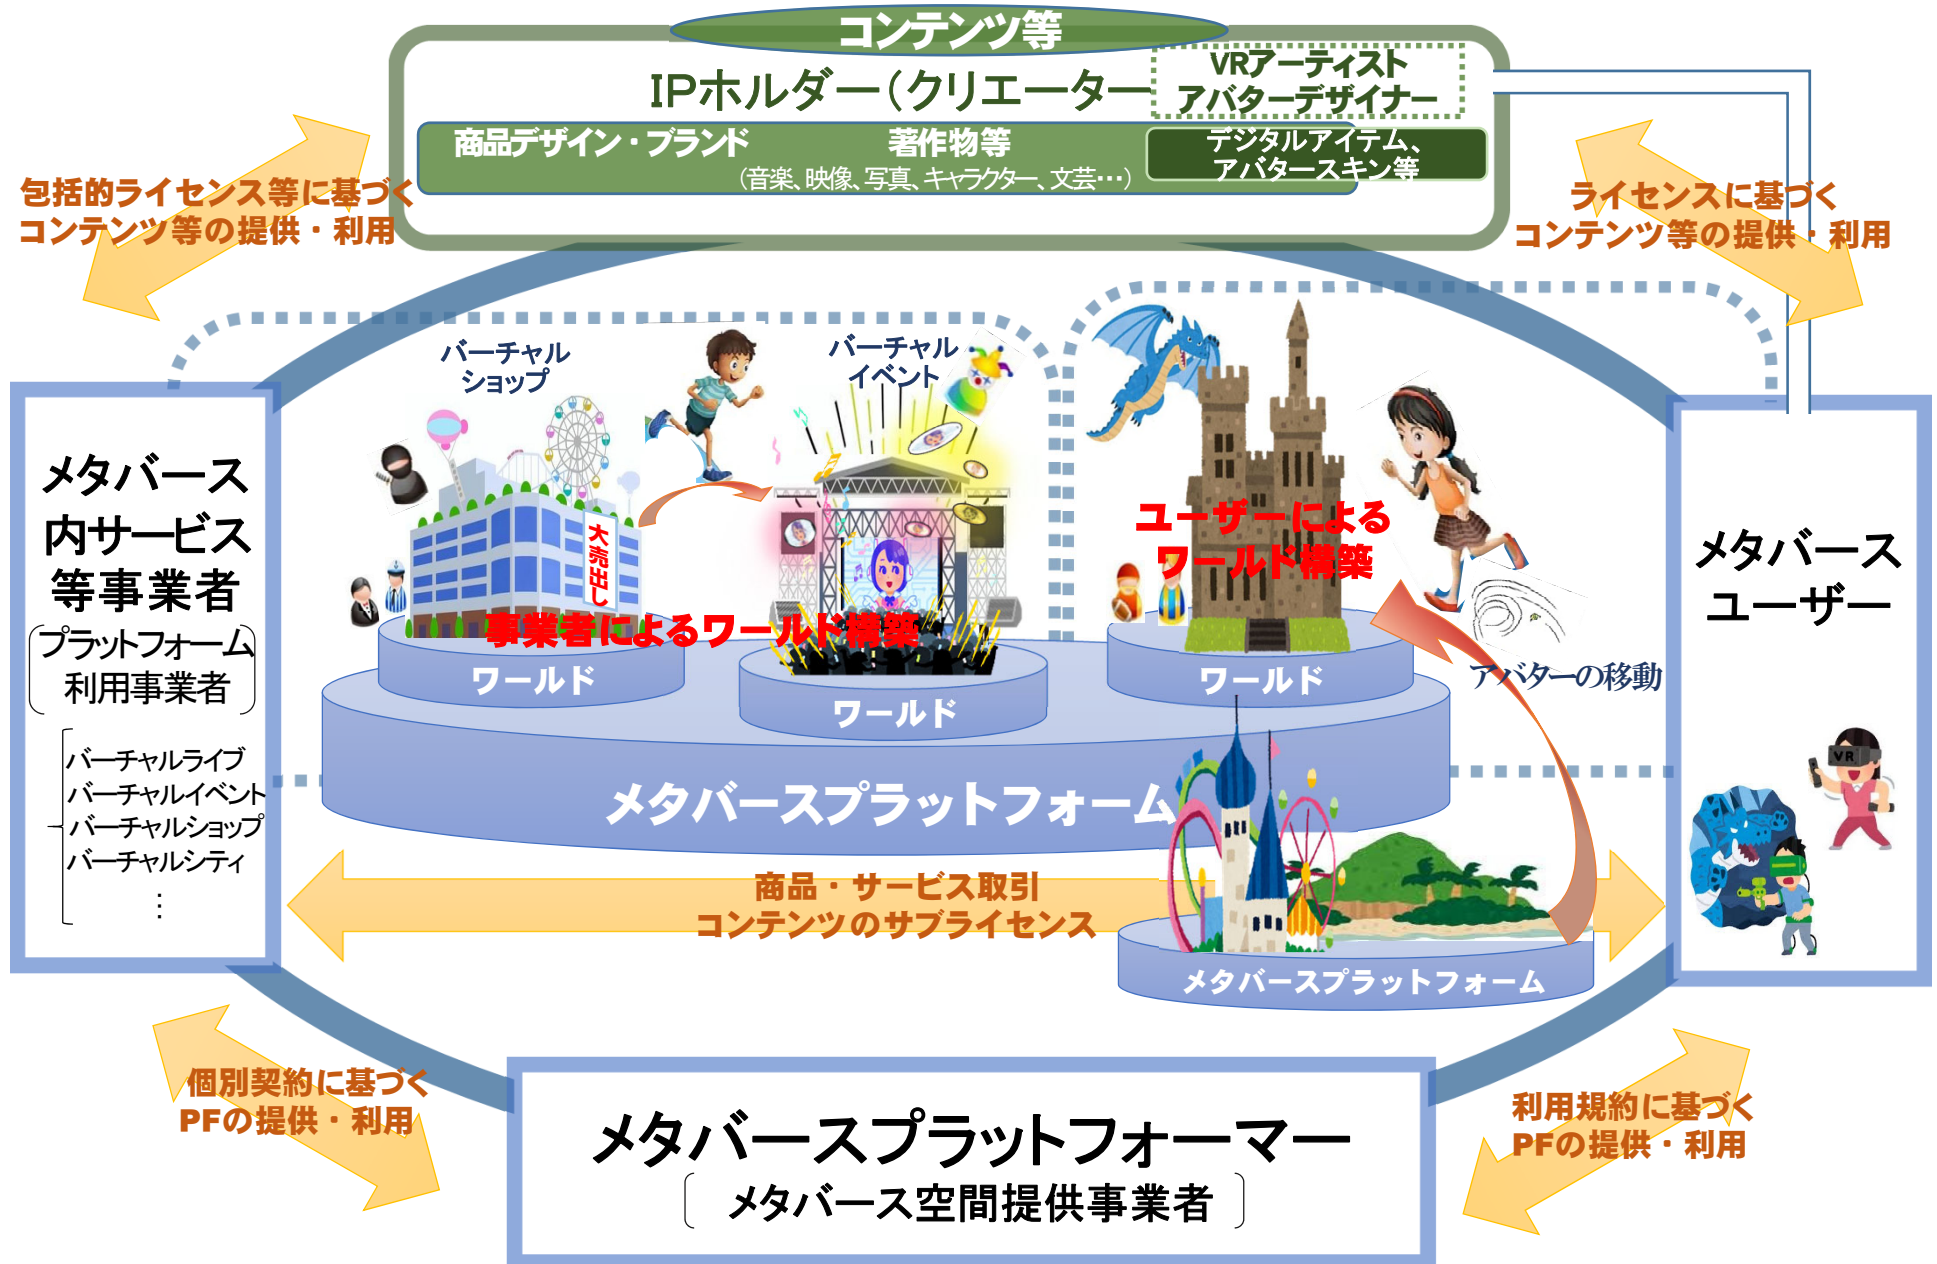 コンテンツ等
IPホルダー（クリエーター
VRアーティスト
アバターデザイナー
商品デザイン・ブランド
著作物等
（音楽、映像、写真、キャラクター、文芸…）
デジタルアイテム、
アバタースキン等
包括的ライセンス等に基づく
コンテンツ等の提供・利用
ライセンスに基づく
コンテンツ等の提供・利用
バーチャル
ショップ
バーチャル
イベント
大売出し
事業者によるワールド構築
ユーザーによる
ワールド構築
ワールド
ワールド
ワールド
アバターの移動
メタバースプラットフォーム
メタバース
内サービス
等事業者
プラットフォーム
利用事業者
バーチャルライブ
バーチャルイベント
バーチャルショップ
バーチャルシティ
⋮
メタバース
ユーザー
VR
商品・サービス取引
コンテンツのサブライセンス
メタバースプラットフォーム
個別契約に基づく
PFの提供・利用
利用規約に基づく
PFの提供・利用
メタバースプラットフォーマー
メタバース空間提供事業者